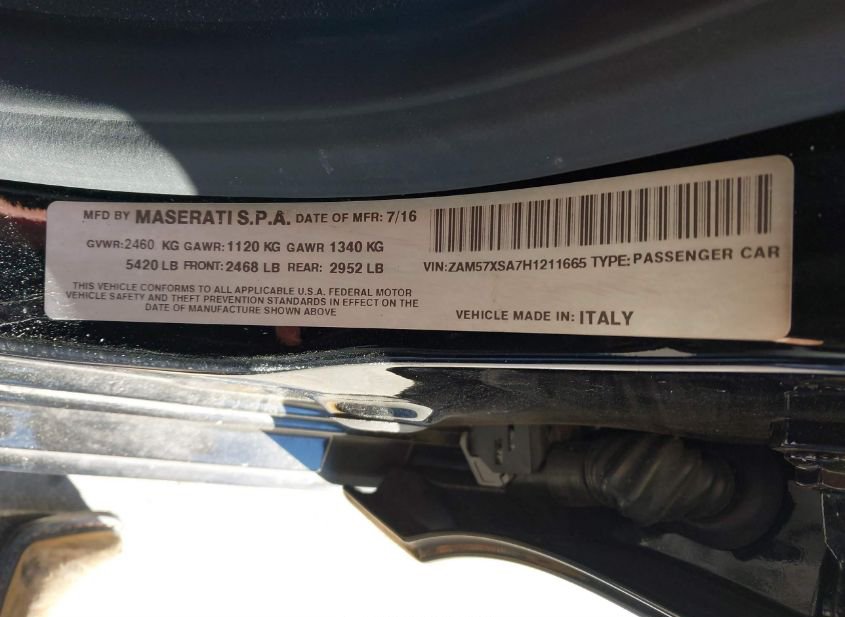 MFD BY MASERATI S.P.A. DATE OF MFR: 7/16
GVWR:2460 KG GAWR:1120 KG GAWR 1340 KG
5420 LB FRONT:2468 LB REAR: 2952 LB
THIS VEHICLE CONFORMS TO ALL APPLICABLE U.S.A. FEDERAL MOTOR
VEHICLE SAFETY AND THEFT PREVENTION STANDARDS IN EFFECT ON THE
DATE OF MANUFACTURE SHOWN ABOVE
VIN:ZAM57XSA7H1211665 TYPE:PASSENGER CAR
VEHICLE MADE IN: ITALY